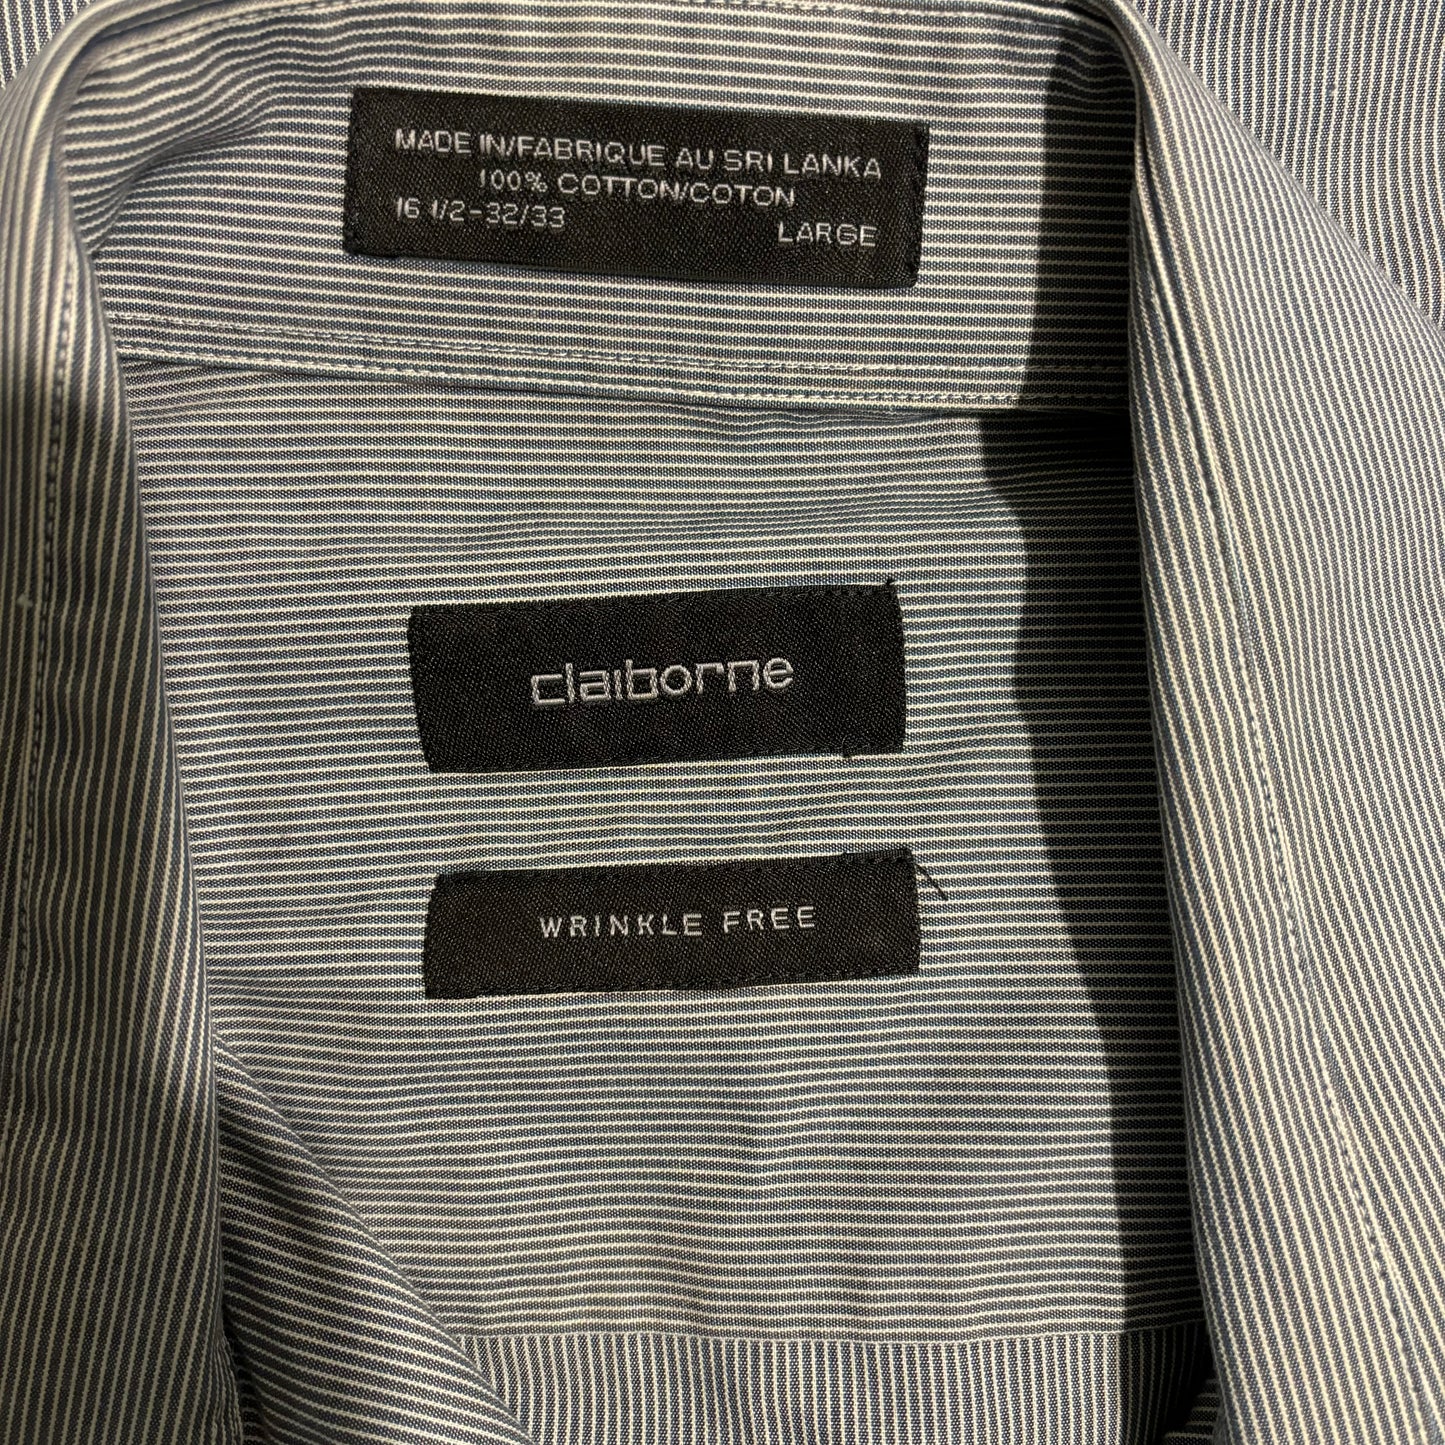 MADE IN/FABRIQUE AU SRI LANKA
100% COTTON/COTON
16 1/2-32/33 LARGE
claiborne
WRINKLE FREE